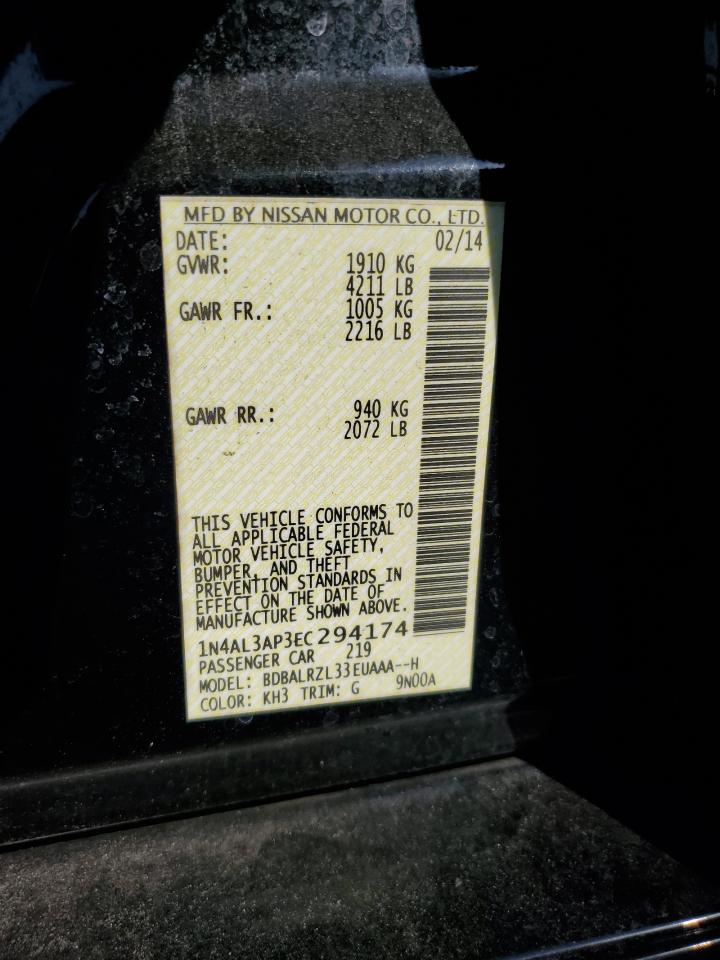 MFD BY NISSAN MOTOR CO., LTD.
DATE: 02/14
GVWR: 1910 KG
4211 LB
GAWR FR.: 1005 KG
2216 LB
GAWR RR.: 940 KG
2072 LB
THIS VEHICLE CONFORMS TO
ALL APPLICABLE FEDERAL
MOTOR VEHICLE SAFETY,
BUMPER, AND THEFT
PREVENTION STANDARDS IN
EFFECT ON THE DATE OF
MANUFACTURE SHOWN ABOVE.
1N4AL3AP3EC294174
PASSENGER CAR 219
MODEL: BDBALRZL33EUAAA--H
COLOR: KH3 TRIM: G 9N00A